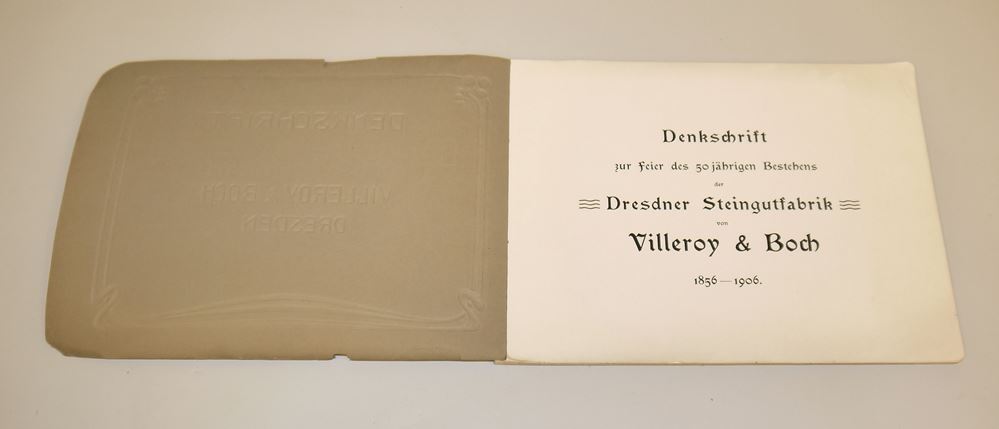 DENKSCHRIFT
VILLEROY & BOCH
DRESDEN
Denkschrift
zur Feier des 50jährigen Bestehens
der
Dresdner Steingutfabrik
von
Villeroy & Boch
1856—1906.